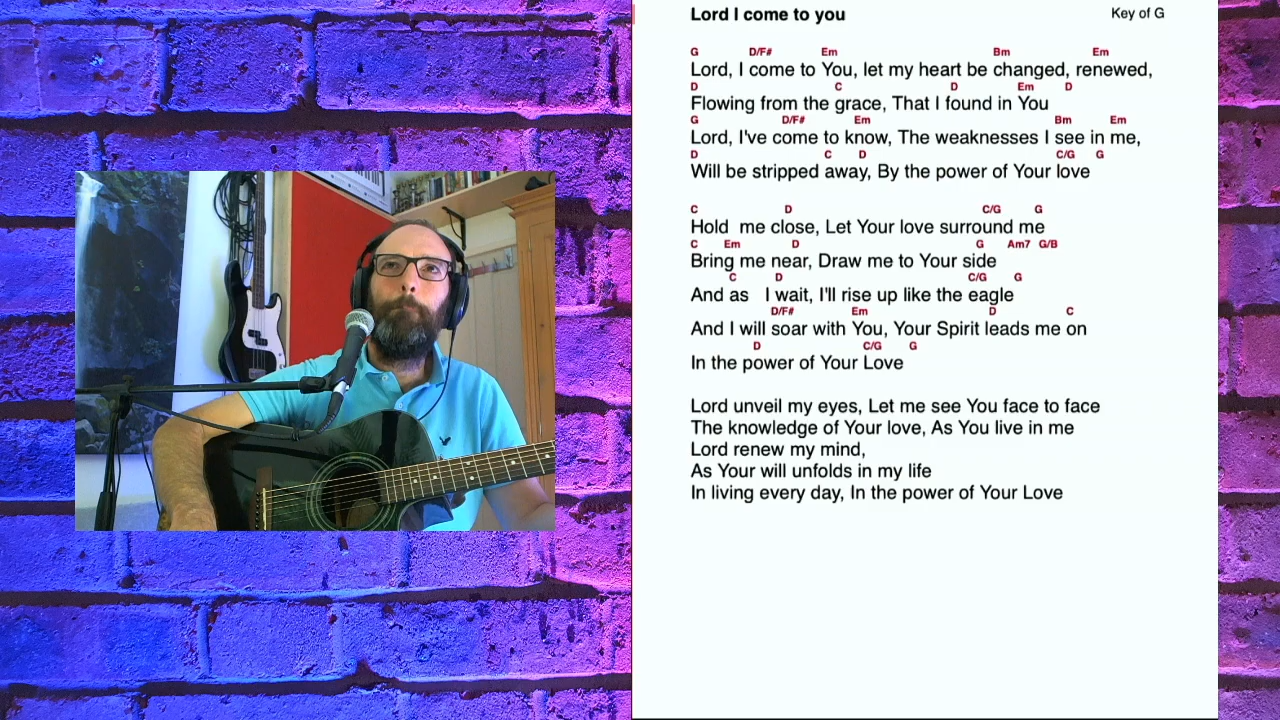 Lord I come to you Key of G
G D/F# Em Bm Em
Lord, I come to You, let my heart be changed, renewed,
D C D Em D
Flowing from the grace, That I found in You
G D/F# Em Bm Em
Lord, I've come to know, The weaknesses I see in me,
D C D C/G G
Will be stripped away, By the power of Your love
C D C/G G
Hold me close, Let Your love surround me
C Em D G Am7 G/B
Bring me near, Draw me to Your side
C D C/G G
And as I wait, I'll rise up like the eagle
D/F# Em D C
And I will soar with You, Your Spirit leads me on
D C/G G
In the power of Your Love
Lord unveil my eyes, Let me see You face to face
The knowledge of Your love, As You live in me
Lord renew my mind,
As Your will unfolds in my life
In living every day, In the power of Your Love